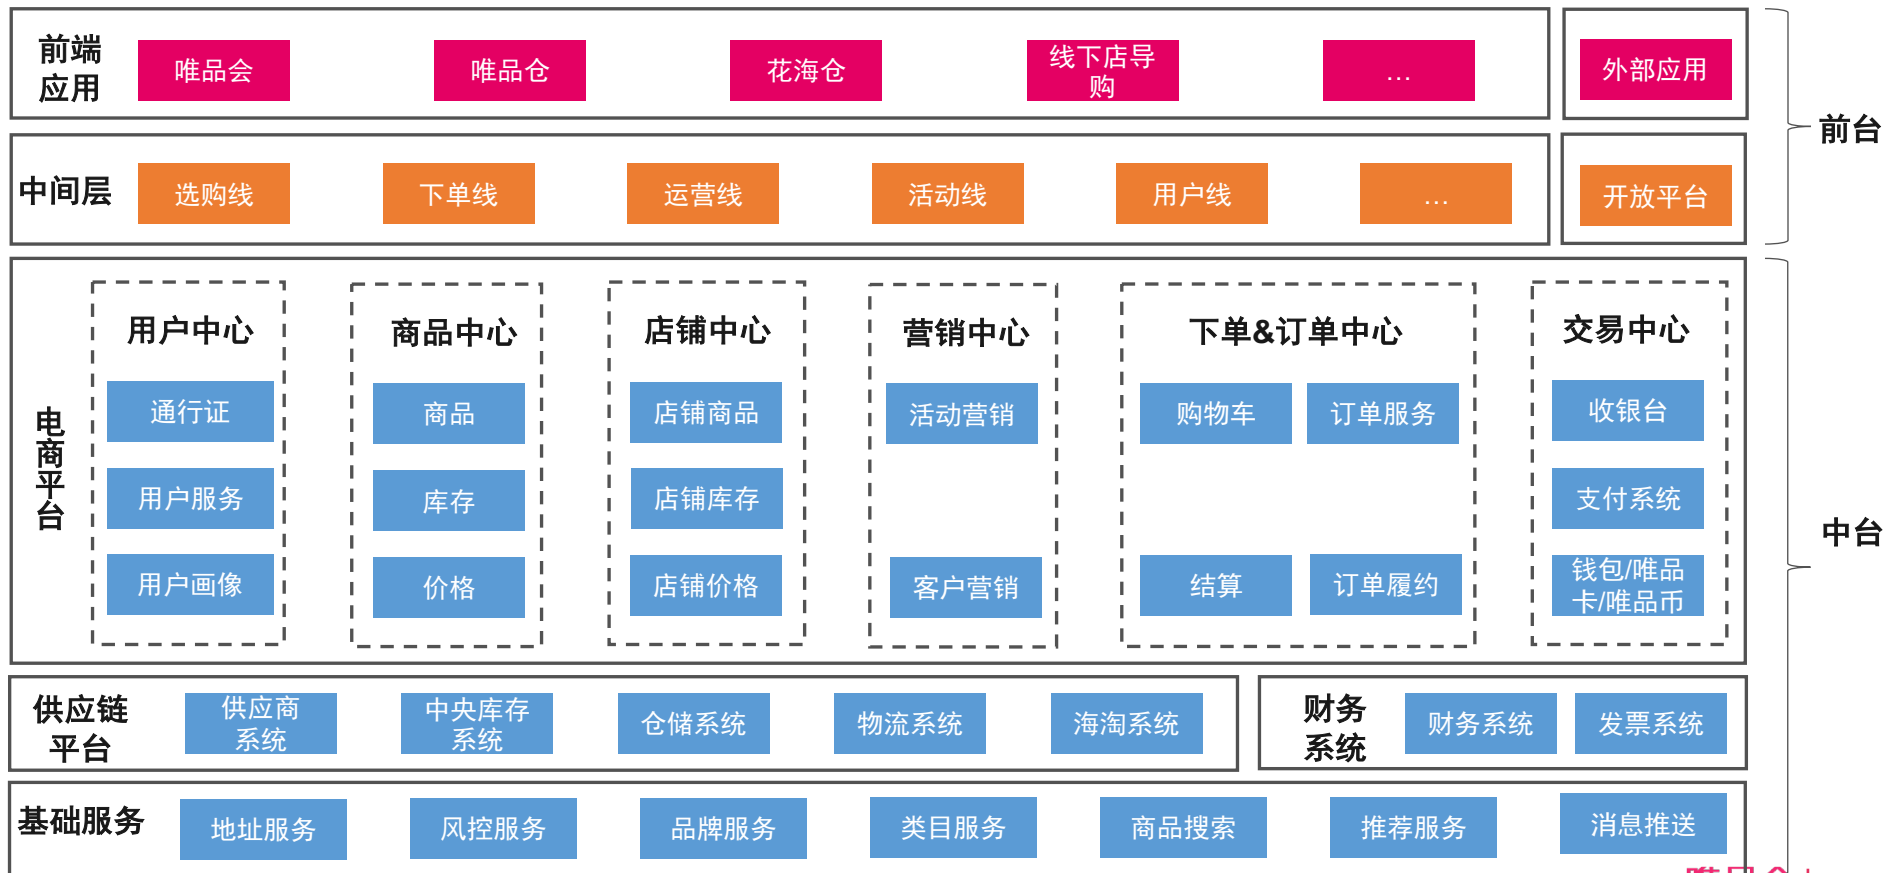 前端
应用
唯品会
唯品仓
花海仓
线下店导
购
...
外部应用
前台
中间层
选购线
下单线
运营线
活动线
用户线
...
开放平台
电
商
平
台
用户中心
通行证
用户服务
用户画像
商品中心
商品
库存
价格
店铺中心
店铺商品
店铺库存
店铺价格
营销中心
活动营销
客户营销
下单&订单中心
购物车
订单服务
结算
订单履约
交易中心
收银台
支付系统
钱包/唯品
卡/唯品币
中台
供应链
平台
供应商
系统
中央库存
系统
仓储系统
物流系统
海淘系统
财务
系统
财务系统
发票系统
基础服务
地址服务
风控服务
品牌服务
类目服务
商品搜索
推荐服务
消息推送